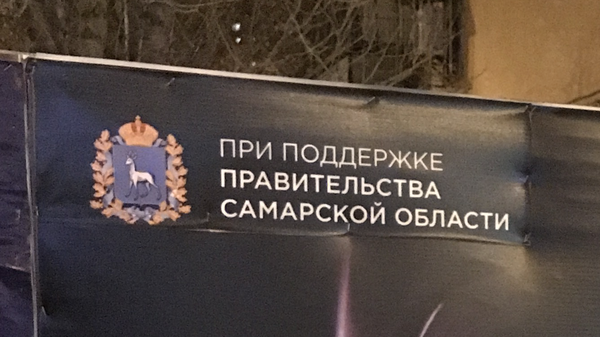 ПРИ ПОДДЕРЖКЕ
ПРАВИТЕЛЬСТВА
САМАРСКОЙ ОБЛАСТИ